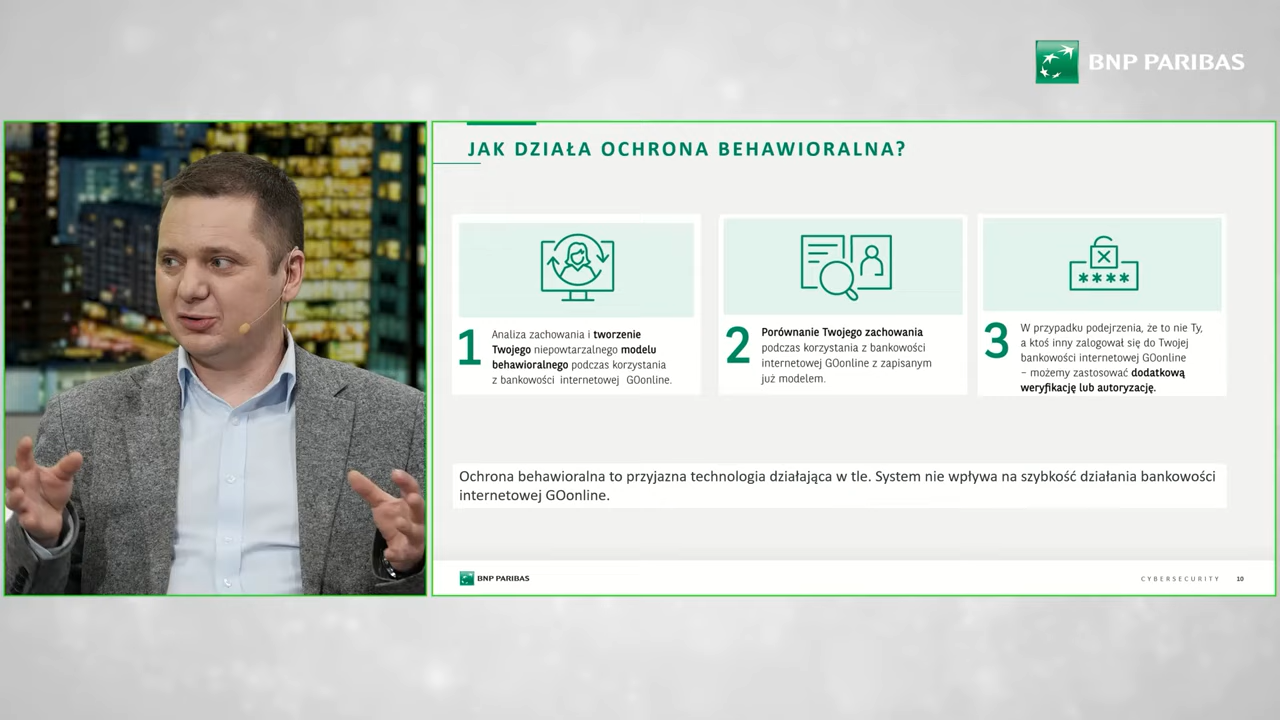 BNP PARIBAS
JAK DZIAŁA OCHRONA BEHAWIORALNA?
1
Analiza zachowania i tworzenie
Twojego niepowtarzalnego modelu
behawioralnego podczas korzystania
z bankowości internetowej GOonline.
2
Porównanie Twojego zachowania
podczas korzystania z bankowości
internetowej GOonline z zapisanym
już modelem.
****
3
W przypadku podejrzenia, że to nie Ty,
a ktoś inny zalogował się do Twojej
bankowości internetowej GOonline
– możemy zastosować dodatkową
weryfikację lub autoryzację.
Ochrona behawioralna to przyjazna technologia działająca w tle. System nie wpływa na szybkość działania bankowości
internetowej GOonline.
BNP PARIBAS
CYBERSECURITY 10